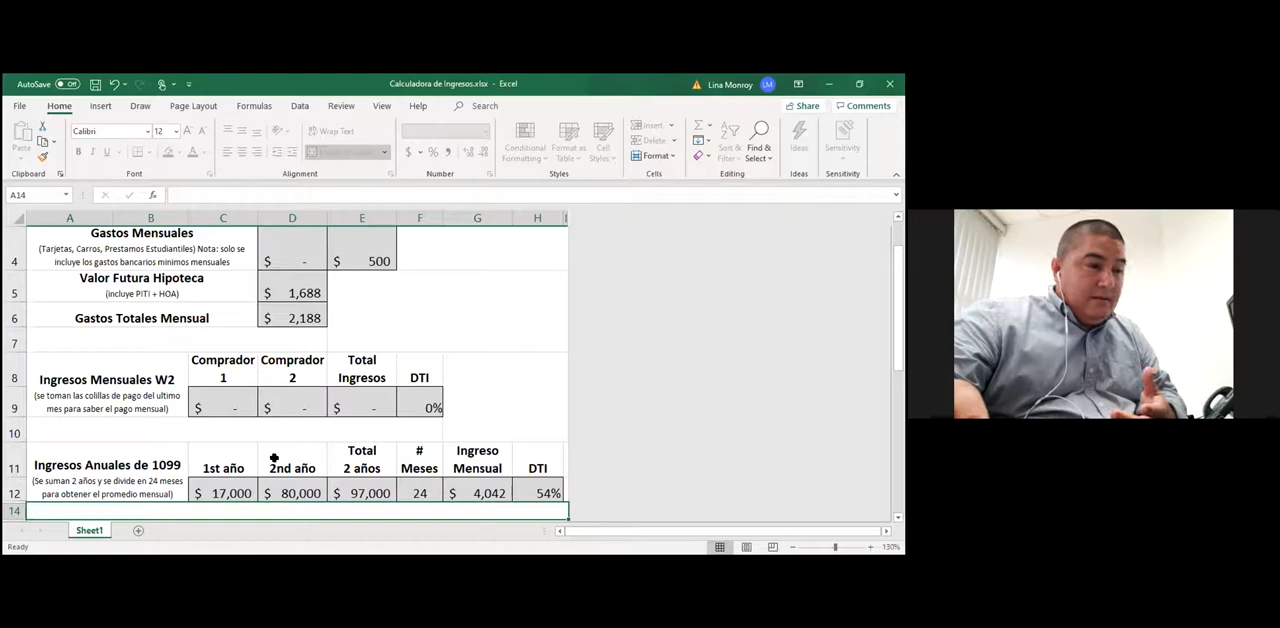 AutoSave Off Calculadora de Ingresos.xlsx - Excel Lina Monroy LM
File Home Insert Draw Page Layout Formulas Data Review View Help Search Share Comments
Paste Calibri 12 Wrap Text Conditional Formatting Format as Table Cell Styles Insert Delete Format Sort & Filter Find & Select Ideas Sensitivity
Clipboard Font Alignment Number Styles Cells Editing Ideas Sensitivity
A14 fx
A B C D E F G H I
Gastos Mensuales
(Tarjetas, Carros, Prestamos Estudiantiles) Nota: solo se
4 incluye los gastos bancarios minimos mensuales $ - $ 500
Valor Futura Hipoteca
5 (incluye PITI + HOA) $ 1,688
6 Gastos Totales Mensual $ 2,188
7
Comprador Comprador Total
8 Ingresos Mensuales W2 1 2 Ingresos DTI
(se toman las colillas de pago del ultimo
9 mes para saber el pago mensual) $ - $ - $ - 0%
10
Total # Ingreso
11 Ingresos Anuales de 1099 1st año 2nd año 2 años Meses Mensual DTI
(Se suman 2 años y se divide en 24 meses
12 para obtener el promedio mensual) $ 17,000 $ 80,000 $ 97,000 24 $ 4,042 54%
14
Sheet1
Ready 130%